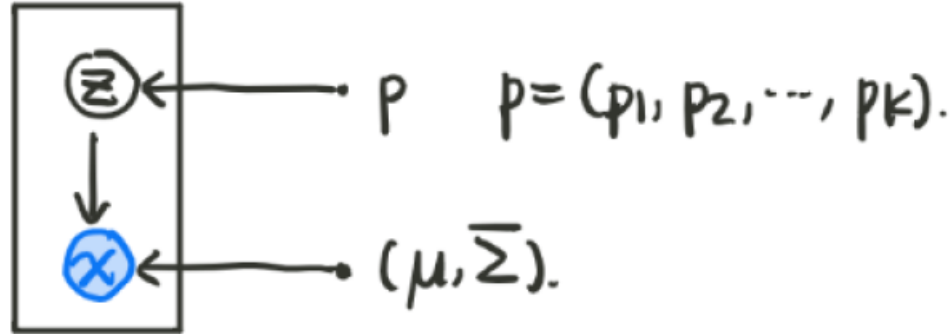 z p p = (p1, p2, ..., pk).
x (μ, Σ).